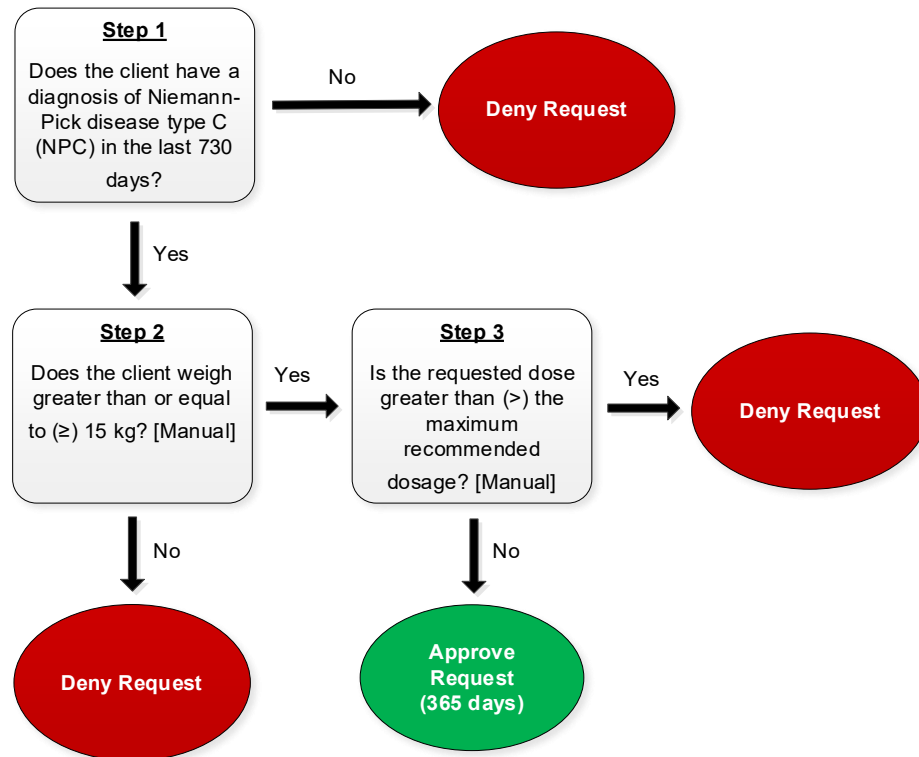 Step 1
Does the client have a
diagnosis of Niemann-
Pick disease type C
(NPC) in the last 730
days?
No
Deny Request
Yes
Step 2
Does the client weigh
greater than or equal
to (≥) 15 kg? [Manual]
Yes
Step 3
Is the requested dose
greater than (>) the
maximum
recommended
dosage? [Manual]
Yes
Deny Request
No
Deny Request
No
Approve
Request
(365 days)